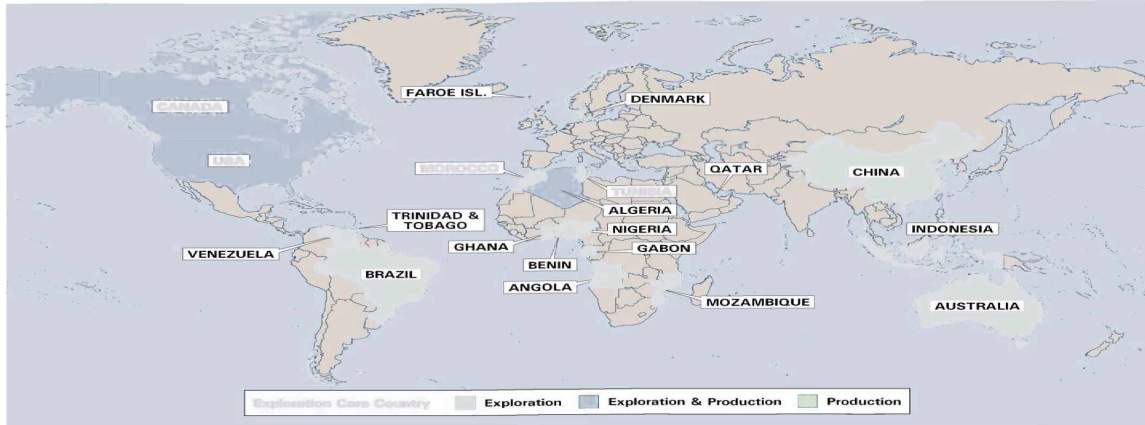 FAROE ISL.
DENMARK
CANADA
USA
MOROCCO
QATAR
CHINA
TUNISIA
ALGERIA
TRINIDAD &
TOBAGO
NIGERIA
INDONESIA
GHANA
GABON
VENEZUELA
BENIN
BRAZIL
ANGOLA
MOZAMBIQUE
AUSTRALIA
Exploration Core Country Exploration Exploration & Production Production